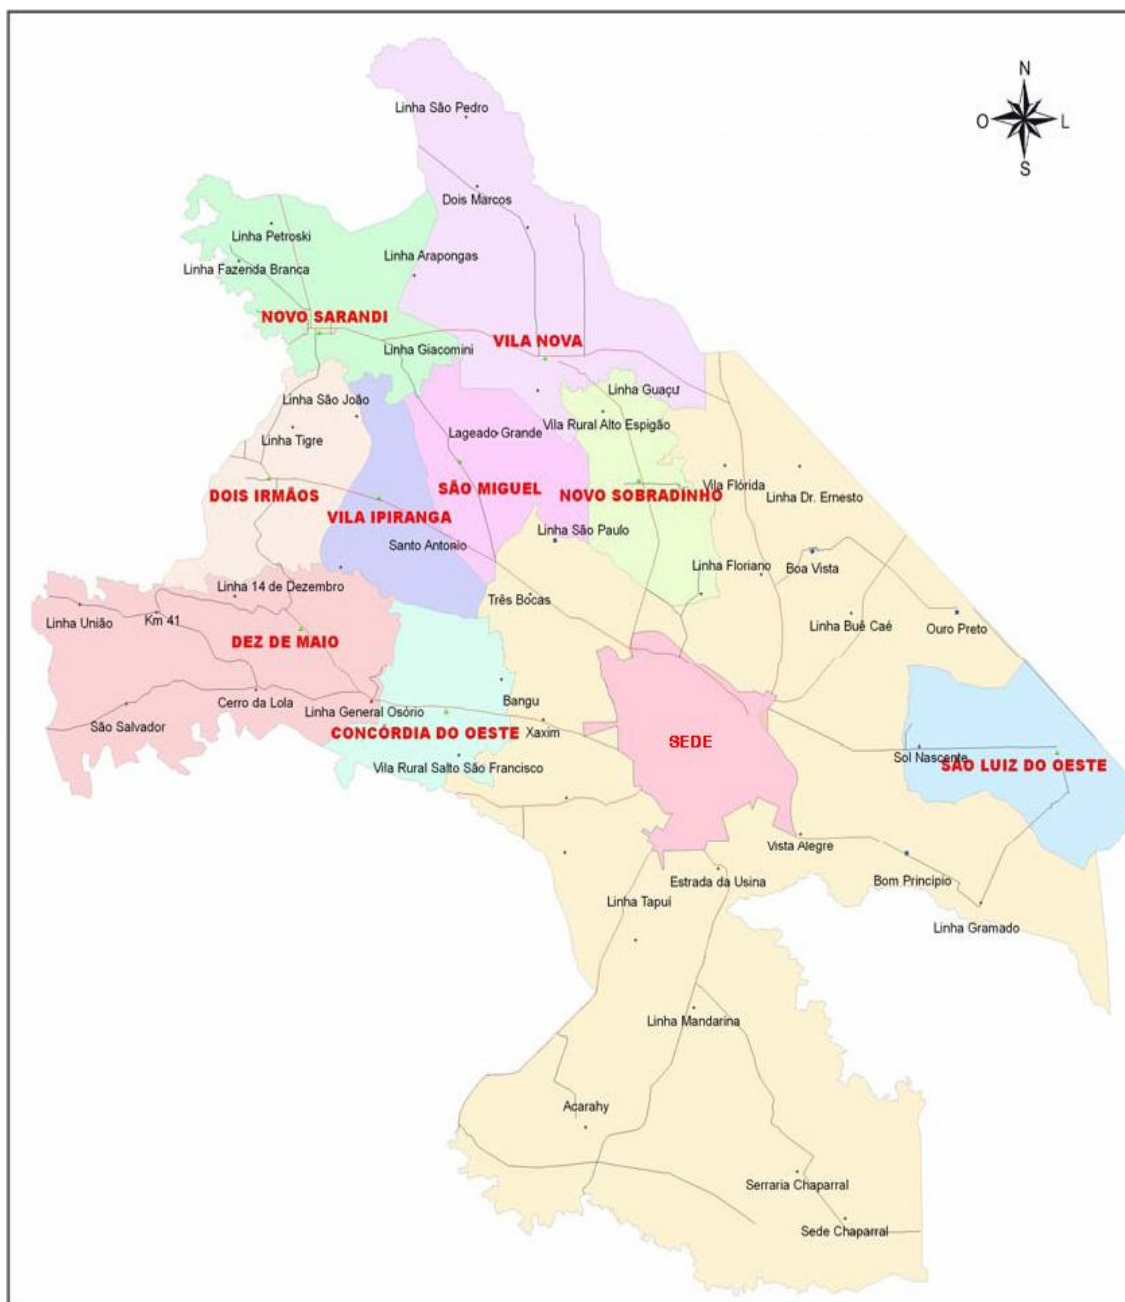 N
O L
S
Linha São Pedro
Dois Marcos
Linha Petroski
Linha Arapongas
Linha Fazenda Branca
NOVO SARANDI
VILA NOVA
Linha Giacomini
Linha São João
Linha Guaçú
Linha Tigre
Lageado Grande
Vila Rural Alto Espigão
DOIS IRMÃOS
SÃO MIGUEL
NOVO SOBRADINHO
Vila Flórida
Linha Dr. Ernesto
VILA IPIRANGA
Linha São Paulo
Santo Antonio
Linha Floriano
Boa Vista
Linha 14 de Dezembro
Três Bocas
Linha União
Km 41
Linha Buê Caé
Ouro Preto
DEZ DE MAIO
Cerro da Lola
Bangu
São Salvador
Linha General Osório
CONCÓRDIA DO OESTE
Xaxim
SEDE
Sol Nascente
SÃO LUIZ DO OESTE
Vila Rural Salto São Francisco
Vista Alegre
Estrada da Usina
Bom Princípio
Linha Tapuí
Linha Gramado
Linha Mandarina
Acarahy
Serraria Chaparral
Sede Chaparral